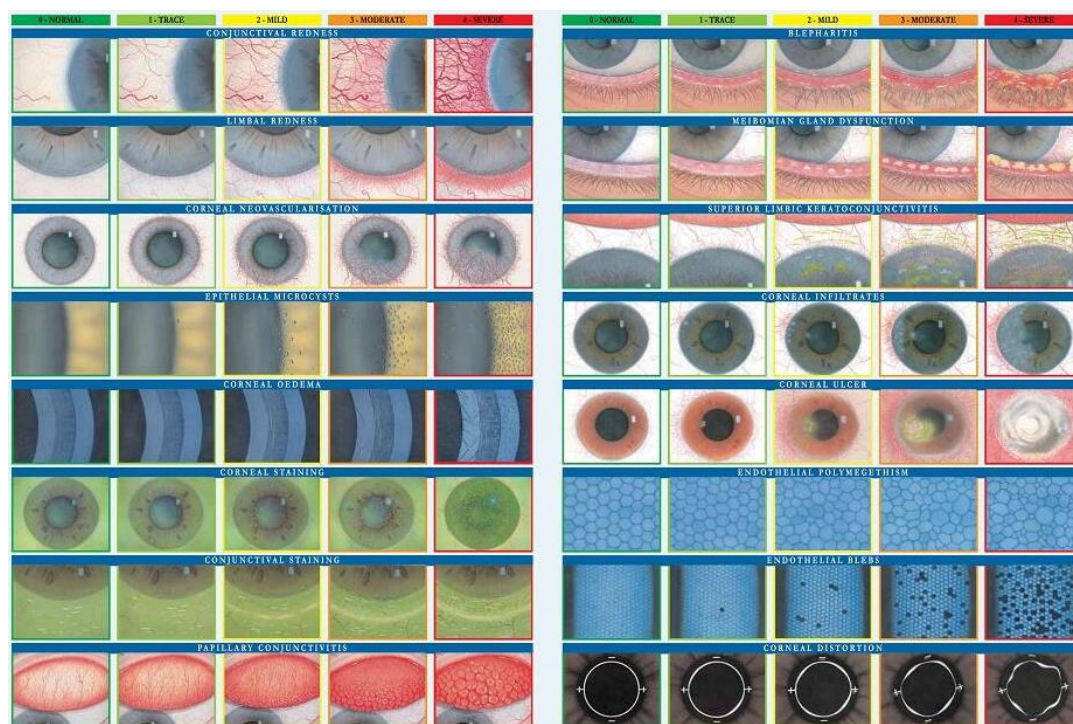 0 - NORMAL 1 - TRACE 2 - MILD 3 - MODERATE 4 - SEVERE
CONJUNCTIVAL REDNESS
LIMBAL REDNESS
CORNEAL NEOVASCULARISATION
EPITHELIAL MICROCYSTS
CORNEAL OEDEMA
CORNEAL STAINING
CONJUNCTIVAL STAINING
PAPILLARY CONJUNCTIVITIS
0 - NORMAL 1 - TRACE 2 - MILD 3 - MODERATE 4 - SEVERE
BLEPHARITIS
MEIBOMIAN GLAND DYSFUNCTION
SUPERIOR LIMBIC KERATOCONJUNCTIVITIS
CORNEAL INFILTRATES
CORNEAL ULCER
ENDOTHELIAL POLYMEGETHISM
ENDOTHELIAL BLEBS
CORNEAL DISTORTION